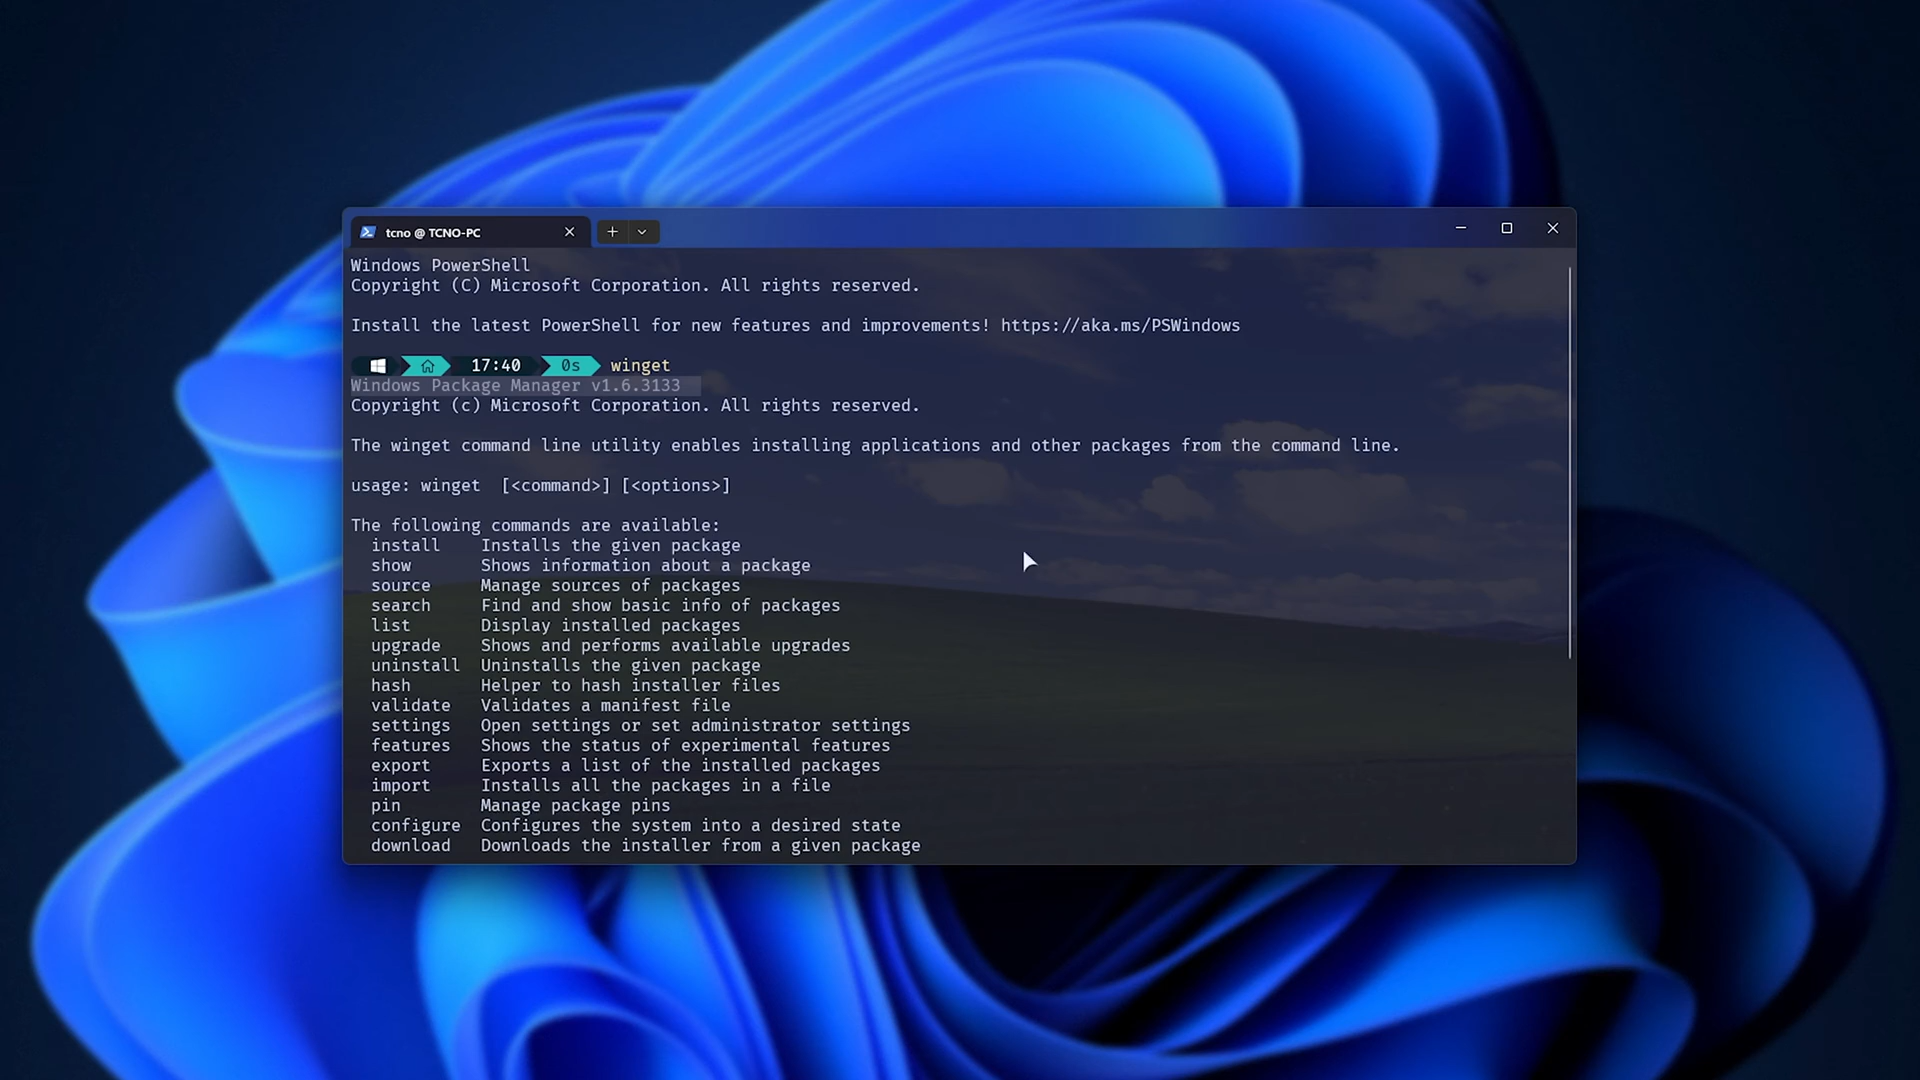 tcno @ TCNO-PC
Windows PowerShell
Copyright (C) Microsoft Corporation. All rights reserved.
Install the latest PowerShell for new features and improvements! https://aka.ms/PSWindows
17:40 0s winget
Windows Package Manager v1.6.3133
Copyright (c) Microsoft Corporation. All rights reserved.
The winget command line utility enables installing applications and other packages from the command line.
usage: winget  [<command>] [<options>]
The following commands are available:
install    Installs the given package
show       Shows information about a package
source     Manage sources of packages
search     Find and show basic info of packages
list       Display installed packages
upgrade    Shows and performs available upgrades
uninstall  Uninstalls the given package
hash       Helper to hash installer files
validate   Validates a manifest file
settings   Open settings or set administrator settings
features   Shows the status of experimental features
export     Exports a list of the installed packages
import     Installs all the packages in a file
pin        Manage package pins
configure  Configures the system into a desired state
download   Downloads the installer from a given package